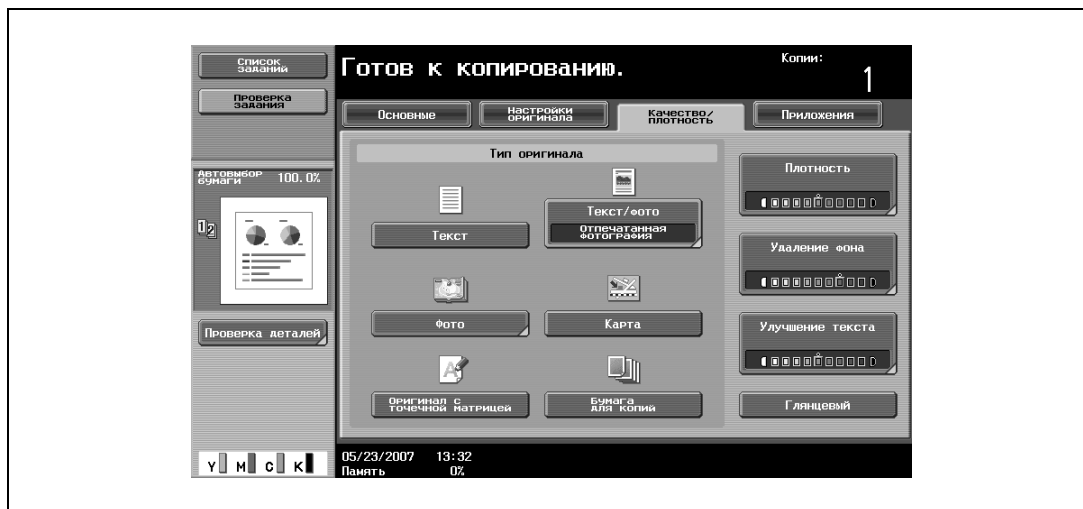 Список
заданий
Готов к копированию.
Копии:
1
Проверка
задания
Основные
Настройки
оригинала
Качество/
плотность
Приложения
Тип оригинала
Автовыбор
бумаги
100.0%
1 2
Текст
Текст/фото
Отпечатанная
фотография
Фото
Карта
Оригинал с
точечной матрицей
Бумага
для копий
Плотность
Удаление фона
Улучшение текста
Глянцевый
Проверка деталей
Y M C K
05/23/2007 13:32
Память 0%